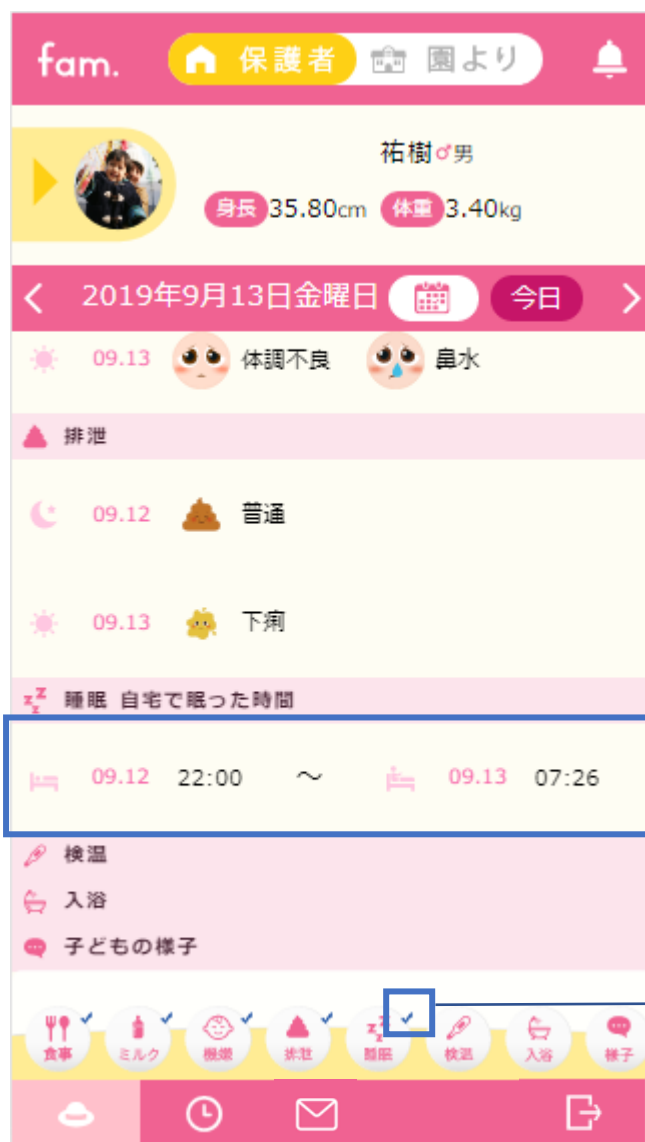 fam. 保護者 園より
祐樹♂男
身長 35.80cm 体重 3.40kg
2019年9月13日金曜日 今日
09.13 体調不良 鼻水
排泄
09.12 普通
09.13 下痢
睡眠 自宅で眠った時間
09.12 22:00 ～ 09.13 07:26
検温
入浴
子どもの様子
食事 ミルク 機嫌 排泄 睡眠 検温 入浴 様子